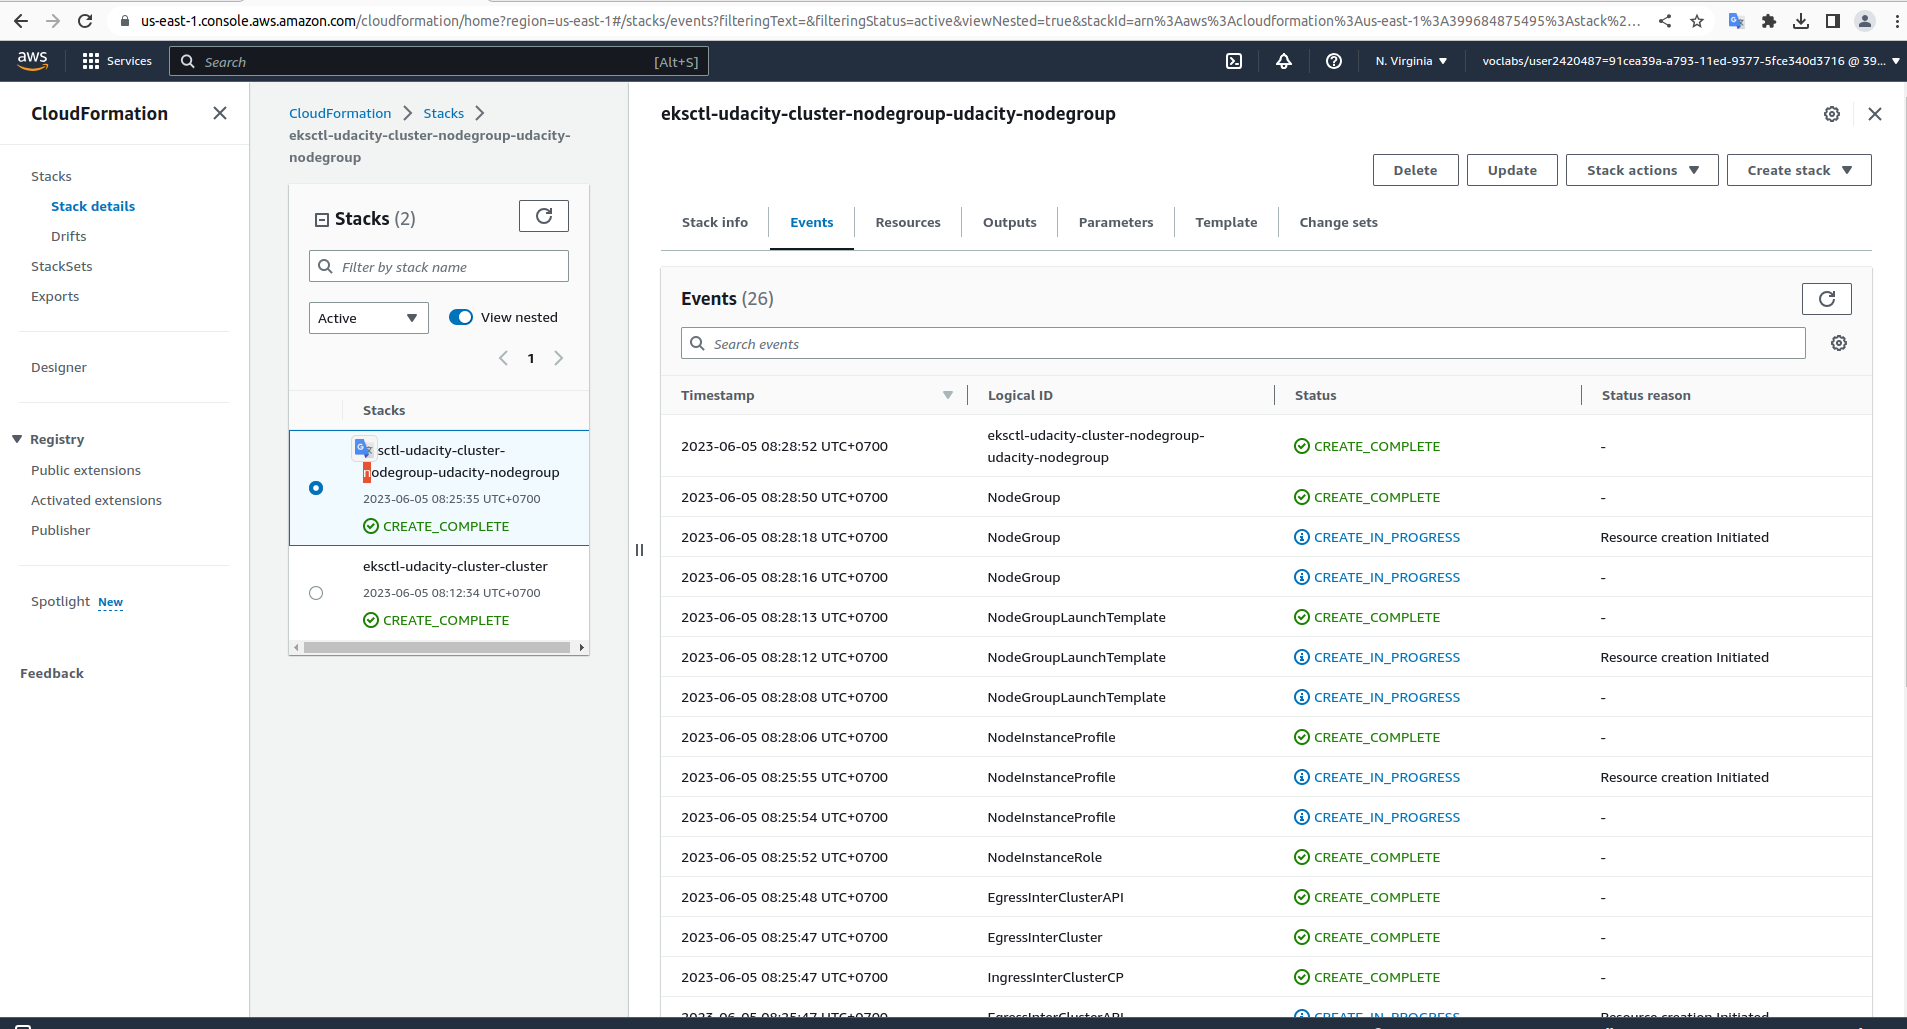 us-east-1.console.aws.amazon.com/cloudformation/home?region=us-east-1#/stacks/events?filteringText=&filteringStatus=active&viewNested=true&stackId=arn%3Aaws%3Acloudformation%3Aus-east-1%3A399684875495%3Astack%2...
aws Services Search [Alt+S] N. Virginia voclabs/user2420487=91cea39a-a793-11ed-9377-5fce340d3716 @ 39...
CloudFormation
Stacks
Stack details
Drifts
StackSets
Exports
Designer
Registry
Public extensions
Activated extensions
Publisher
Spotlight New
Feedback
CloudFormation Stacks
eksctl-udacity-cluster-nodegroup-udacity-
nodegroup
Stacks (2)
Filter by stack name
Active View nested
1
Stacks
sctl-udacity-cluster-
nodegroup-udacity-nodegroup
2023-06-05 08:25:35 UTC+0700
CREATE_COMPLETE
eksctl-udacity-cluster-cluster
2023-06-05 08:12:34 UTC+0700
CREATE_COMPLETE
eksctl-udacity-cluster-nodegroup-udacity-nodegroup
Delete Update Stack actions Create stack
Stack info Events Resources Outputs Parameters Template Change sets
Events (26)
Search events
Timestamp Logical ID Status Status reason
2023-06-05 08:28:52 UTC+0700 eksctl-udacity-cluster-nodegroup-
udacity-nodegroup CREATE_COMPLETE -
2023-06-05 08:28:50 UTC+0700 NodeGroup CREATE_COMPLETE -
2023-06-05 08:28:18 UTC+0700 NodeGroup CREATE_IN_PROGRESS Resource creation Initiated
2023-06-05 08:28:16 UTC+0700 NodeGroup CREATE_IN_PROGRESS -
2023-06-05 08:28:13 UTC+0700 NodeGroupLaunchTemplate CREATE_COMPLETE -
2023-06-05 08:28:12 UTC+0700 NodeGroupLaunchTemplate CREATE_IN_PROGRESS Resource creation Initiated
2023-06-05 08:28:08 UTC+0700 NodeGroupLaunchTemplate CREATE_IN_PROGRESS -
2023-06-05 08:28:06 UTC+0700 NodeInstanceProfile CREATE_COMPLETE -
2023-06-05 08:25:55 UTC+0700 NodeInstanceProfile CREATE_IN_PROGRESS Resource creation Initiated
2023-06-05 08:25:54 UTC+0700 NodeInstanceProfile CREATE_IN_PROGRESS -
2023-06-05 08:25:52 UTC+0700 NodeInstanceRole CREATE_COMPLETE -
2023-06-05 08:25:48 UTC+0700 EgressInterClusterAPI CREATE_COMPLETE -
2023-06-05 08:25:47 UTC+0700 EgressInterCluster CREATE_COMPLETE -
2023-06-05 08:25:47 UTC+0700 IngressInterClusterCP CREATE_COMPLETE -
2023-06-05 08:25:47 UTC+0700 EgressInterClusterAPI CREATE_IN_PROGRESS Resource creation Initiated